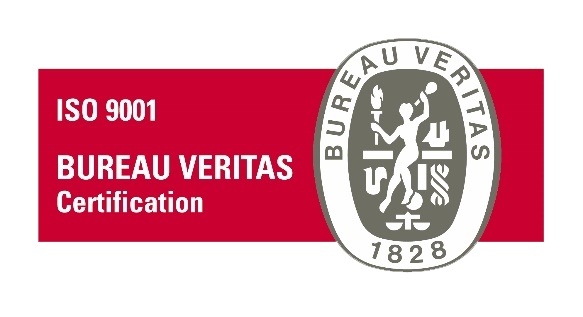 ISO 9001
BUREAU VERITAS
Certification
BUREAU VERITAS
1828